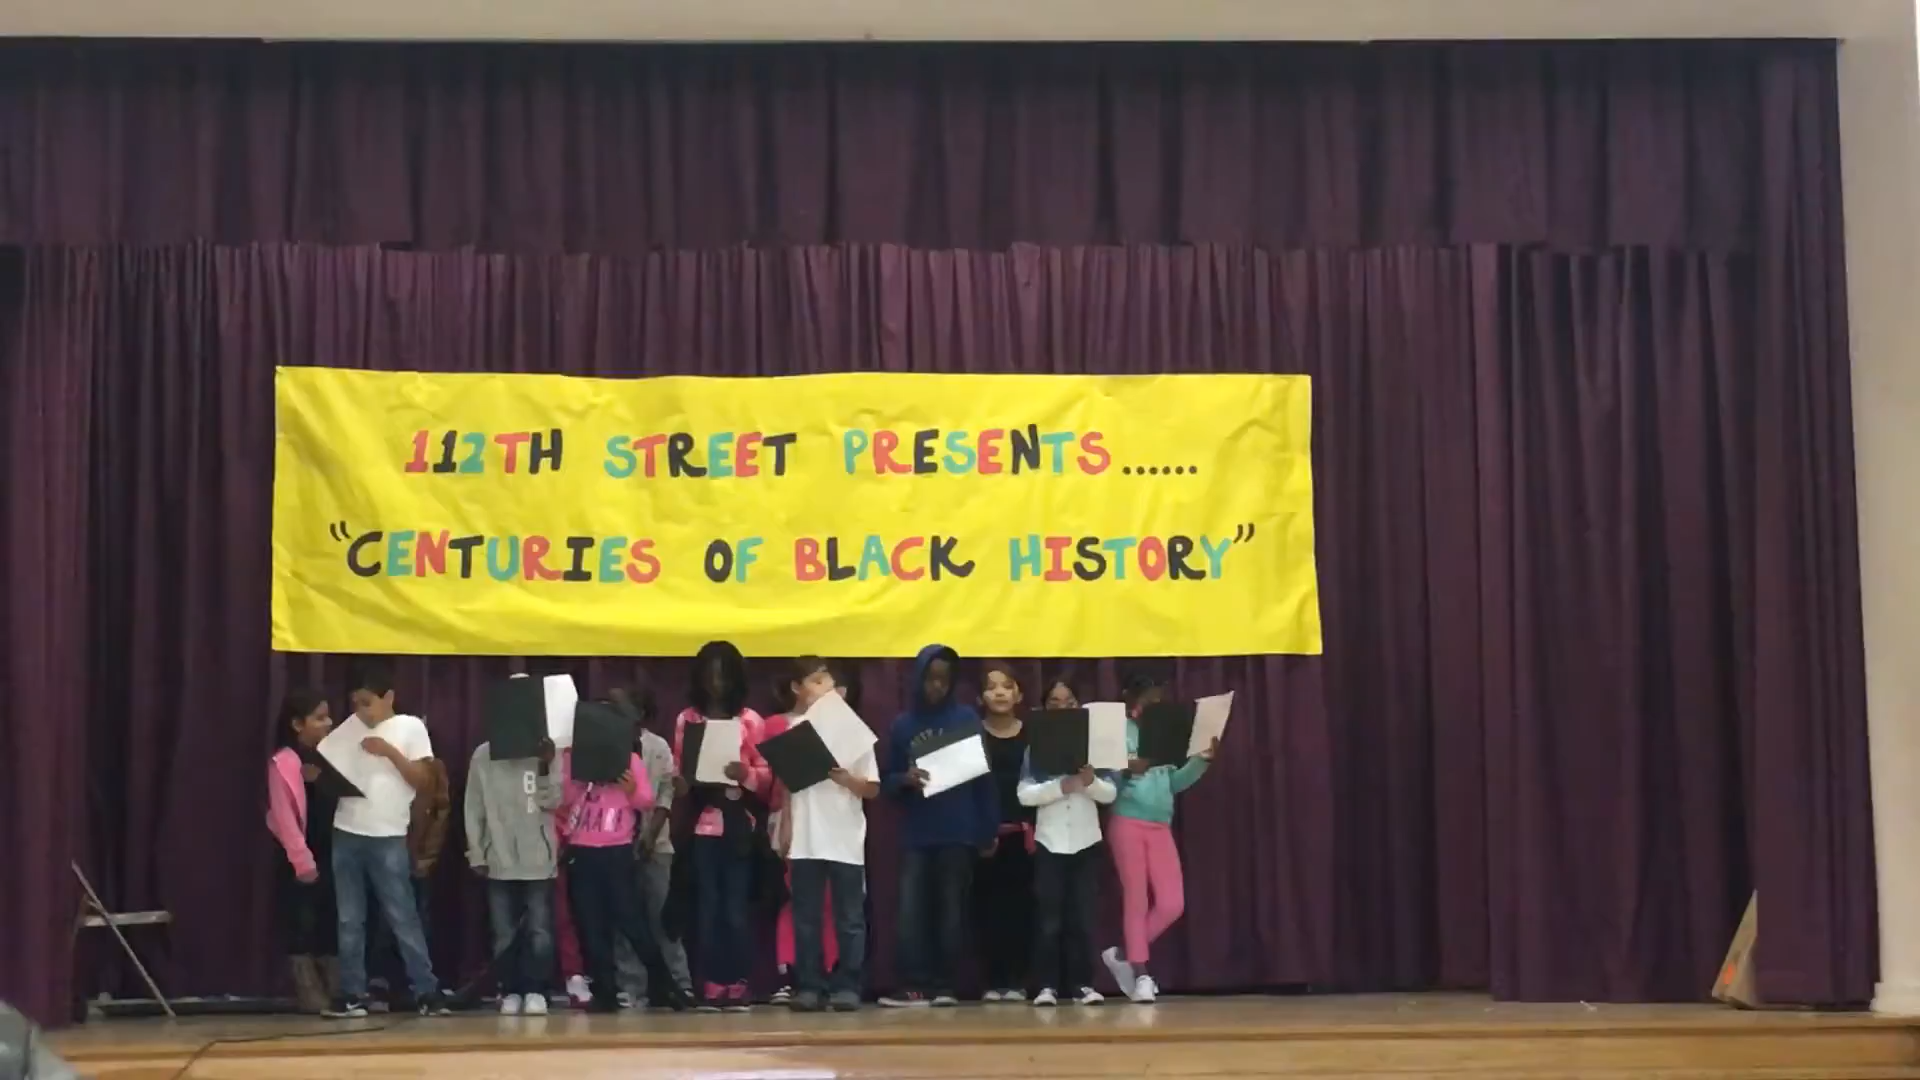 112TH STREET PRESENTS......
"CENTURIES OF BLACK HISTORY"